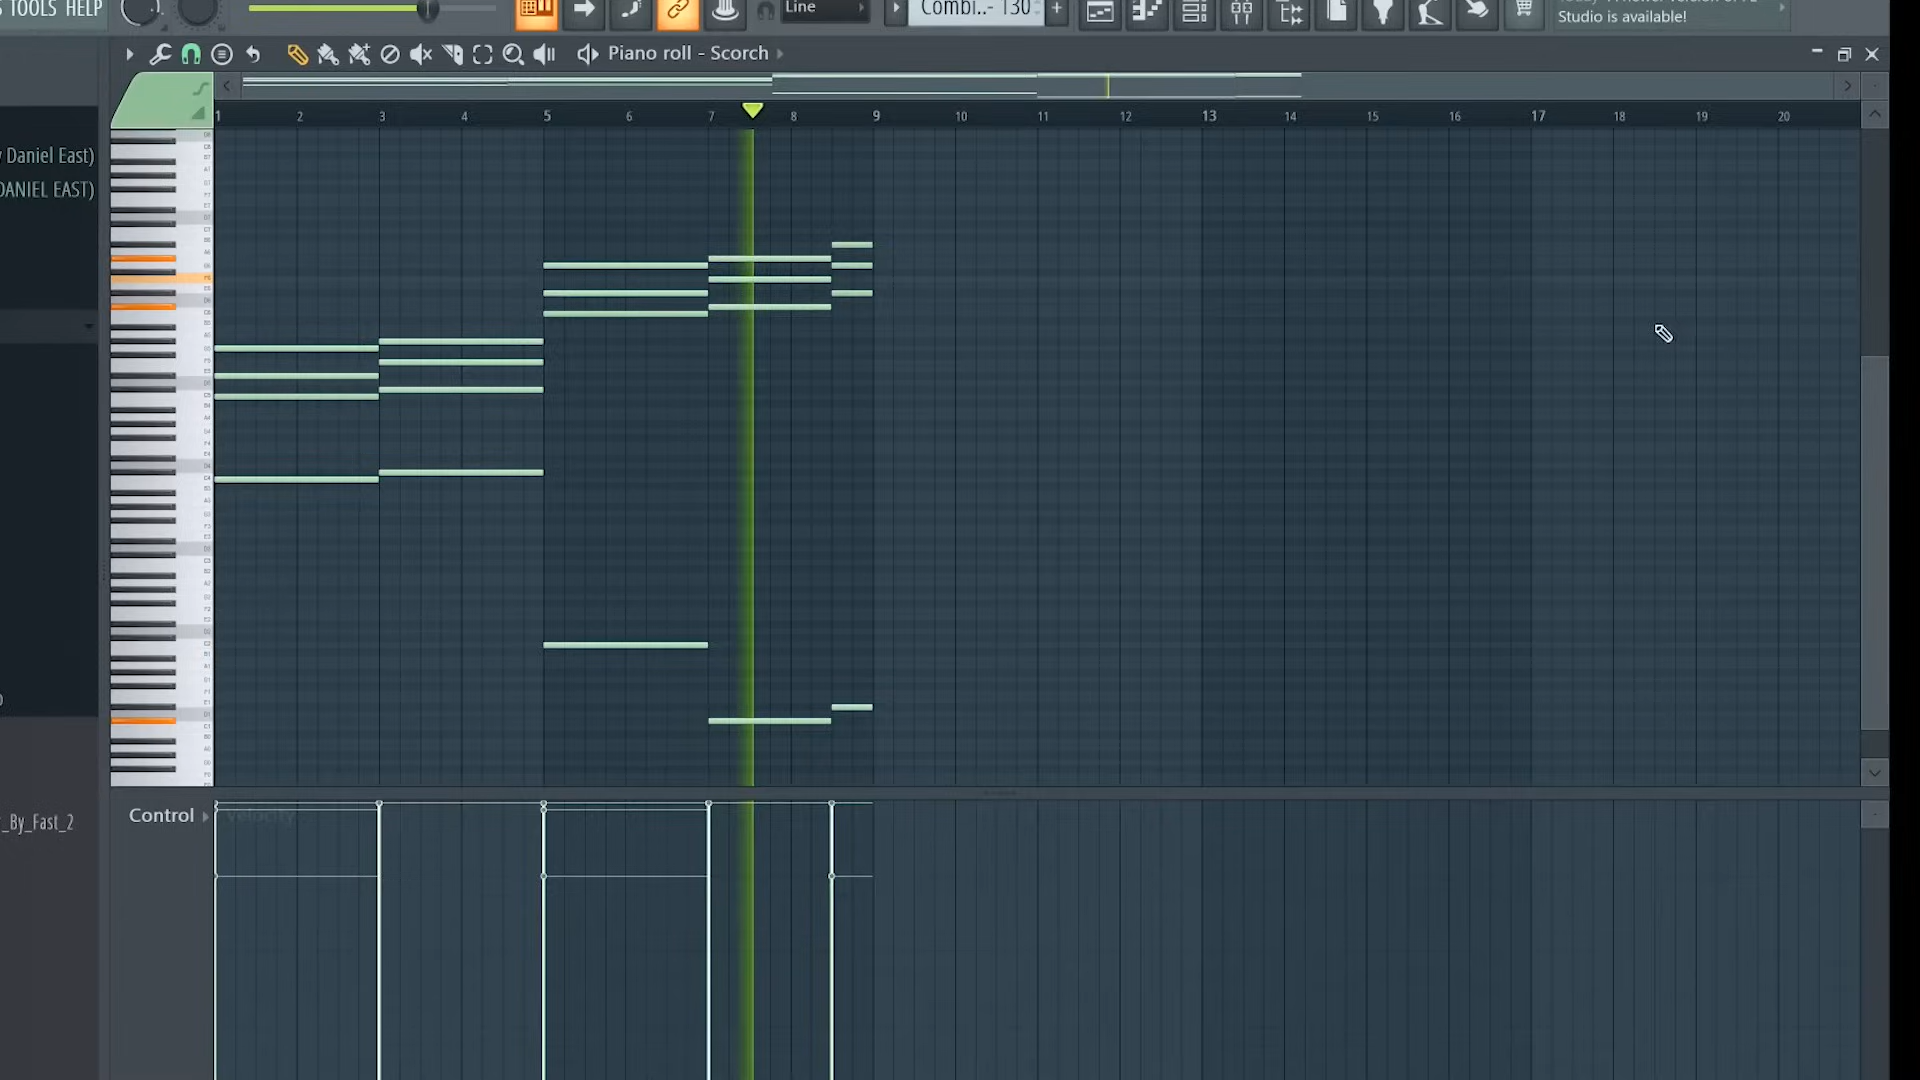 S TOOLS HELP
Line
Combi..- 130
Studio is available!
Piano roll - Scorch
1 2 3 4 5 6 7 8 9 10 11 12 13 14 15 16 17 18 19 20
Daniel East)
DANIEL EAST)
Control
Velocity
_By_Fast_2